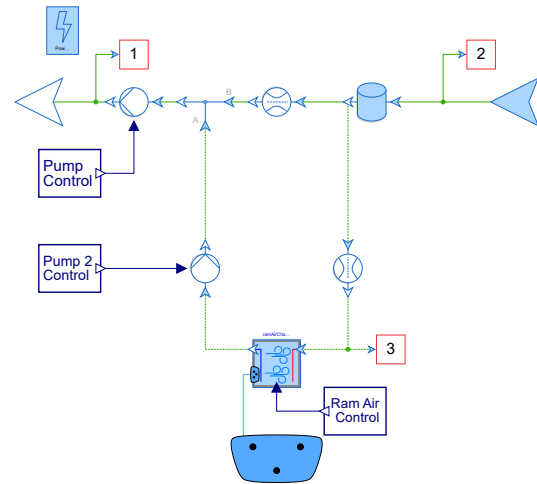 Pow...
1
2
B
A
Pump
Control
Pump 2
Control
ramAirCha...
3
Ram Air
Control